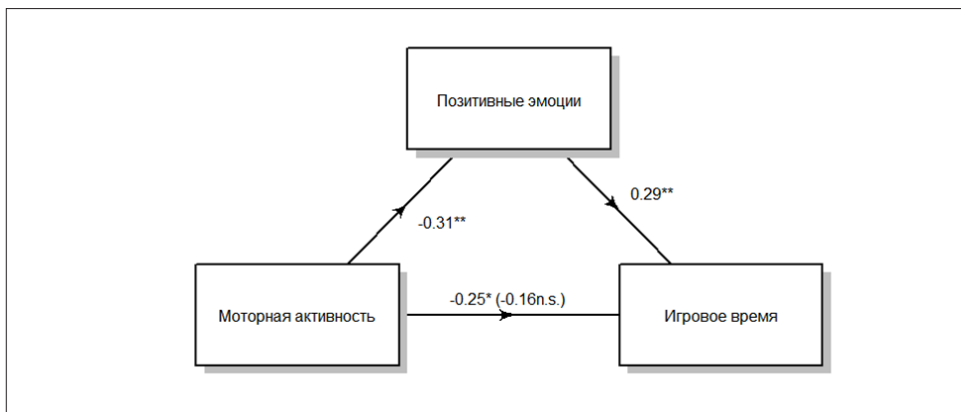 Позитивные эмоции
0.29**
-0.31**
-0.25* (-0.16n.s.)
Моторная активность
Игровое время